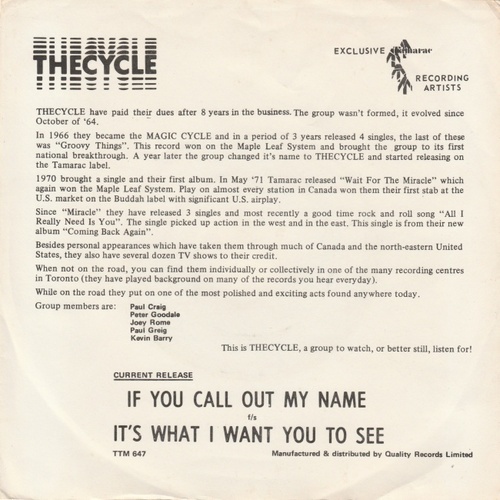 THECYCLE
EXCLUSIVE Tamarac
RECORDING
ARTISTS
THECYCLE have paid their dues after 8 years in the business. The group wasn't formed, it evolved since
October of '64.
In 1966 they became the MAGIC CYCLE and in a period of 3 years released 4 singles, the last of these
was "Groovy Things". This record won on the Maple Leaf System and brought the group to its first
national breakthrough. A year later the group changed it's name to THECYCLE and started releasing on
the Tamarac label.
1970 brought a single and their first album. In May '71 Tamarac released "Wait For The Miracle" which
again won the Maple Leaf System. Play on almost every station in Canada won them their first stab at the
U.S. market on the Buddah label with significant U.S. airplay.
Since "Miracle" they have released 3 singles and most recently a good time rock and roll song "All I
Really Need Is You". The single picked up action in the west and in the east. This single is from their new
album "Coming Back Again".
Besides personal appearances which have taken them through much of Canada and the north-eastern United
States, they also have several dozen TV shows to their credit.
When not on the road, you can find them individually or collectively in one of the many recording centres
in Toronto (they have played background on many of the records you hear everyday).
While on the road they put on one of the most polished and exciting acts found anywhere today.
Group members are: Paul Craig
Peter Goodale
Joey Rome
Paul Greig
Kevin Barry
This is THECYCLE, a group to watch, or better still, listen for!
CURRENT RELEASE
IF YOU CALL OUT MY NAME
f/s
IT'S WHAT I WANT YOU TO SEE
TTM 647 Manufactured & distributed by Quality Records Limited